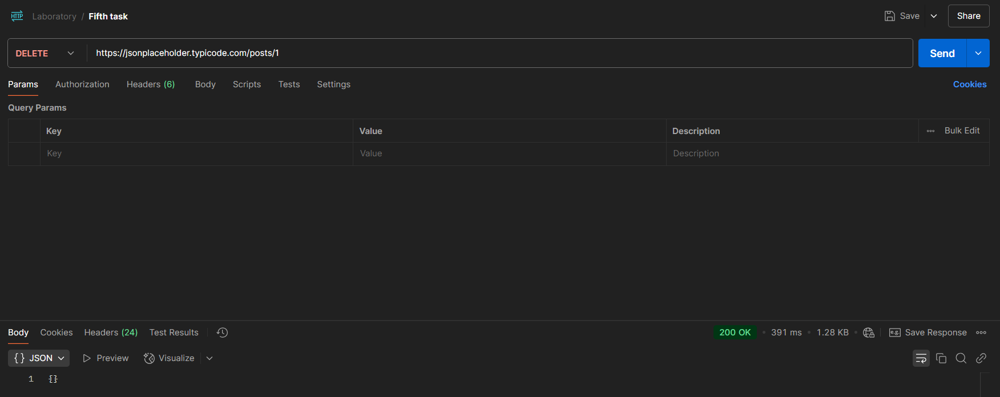 HTTP Laboratory / Fifth task Save Share
DELETE https://jsonplaceholder.typicode.com/posts/1 Send
Params Authorization Headers (6) Body Scripts Tests Settings Cookies
Query Params
Key Value Description Bulk Edit
Key Value Description
Body Cookies Headers (24) Test Results 200 OK • 391 ms • 1.28 KB • e.g. Save Response
{} JSON Preview Visualize
1 {}